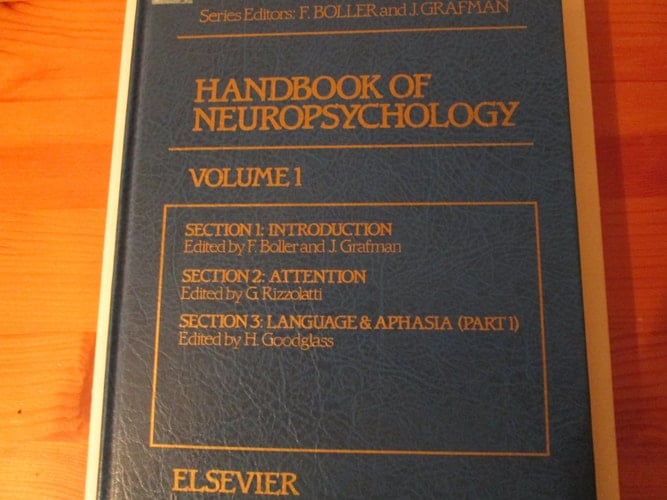 Series Editors: F. BOLLER and J. GRAFMAN
HANDBOOK OF
NEUROPSYCHOLOGY
VOLUME 1
SECTION 1: INTRODUCTION
Edited by F. Boller and J. Grafman
SECTION 2: ATTENTION
Edited by G. Rizzolatti
SECTION 3: LANGUAGE & APHASIA (PART 1)
Edited by H. Goodglass
ELSEVIER